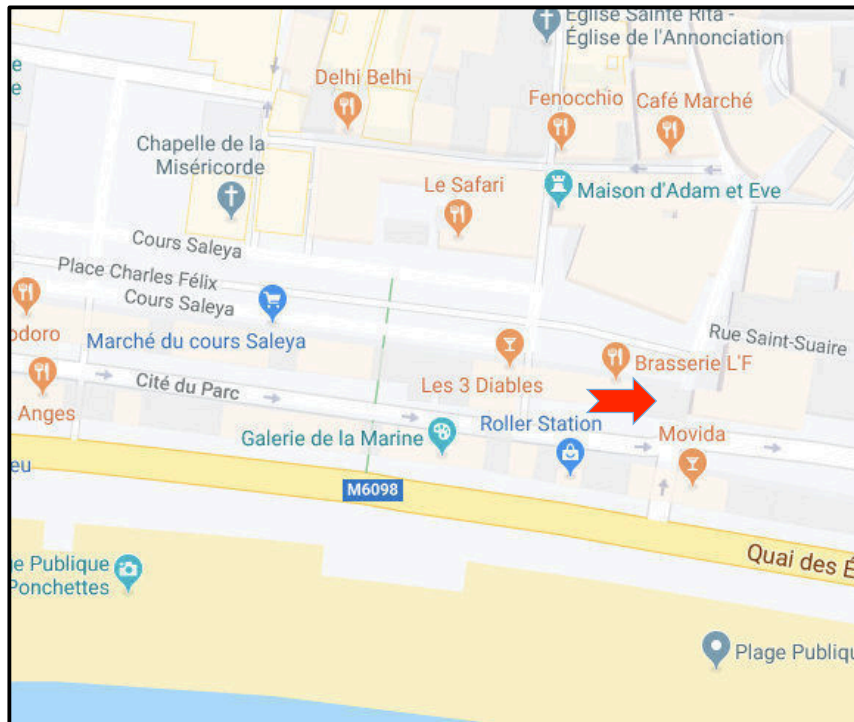 Église Sainte Rita -
Église de l'Annonciation
e
e
Delhi Belhi
Fenocchio
Café Marché
Chapelle de la
Miséricorde
Le Safari
Maison d'Adam et Eve
Cours Saleya
Place Charles Félix
Cours Saleya
odoro
Marché du cours Saleya
Rue Saint-Suaire
Brasserie L'F
Les 3 Diables
Cité du Parc
Anges
Roller Station
Galerie de la Marine
Movida
eu
M6098
Quai des É
ge Publique
Ponchettes
Plage Publiqu